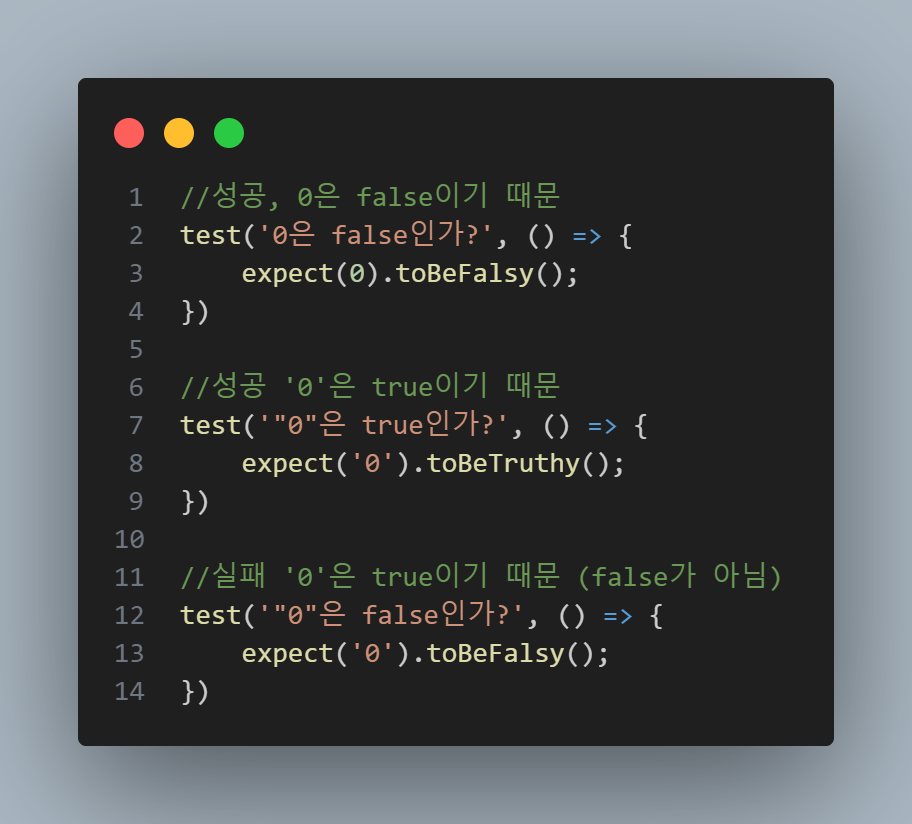 1 //성공, 0은 false이기 때문
2 test('0은 false인가?', () => {
3     expect(0).toBeFalsy();
4 })
5
6 //성공 '0'은 true이기 때문
7 test('"0"은 true인가?', () => {
8     expect('0').toBeTruthy();
9 })
10
11 //실패 '0'은 true이기 때문 (false가 아님)
12 test('"0"은 false인가?', () => {
13     expect('0').toBeFalsy();
14 })